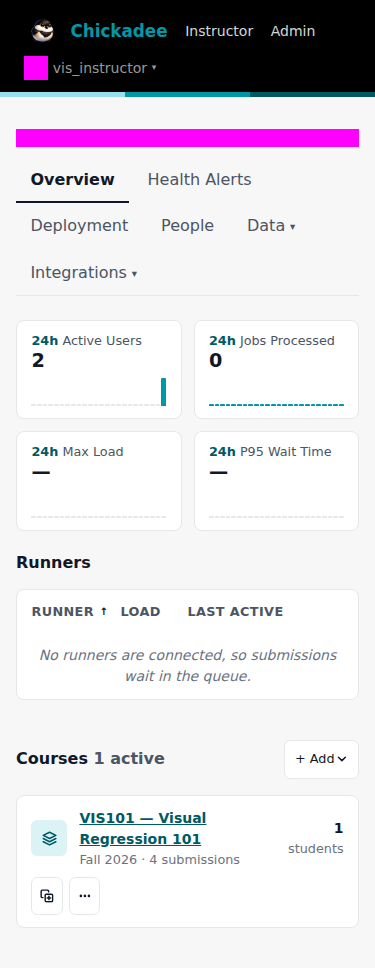 Chickadee Instructor Admin
vis_instructor ▾
Overview Health Alerts
Deployment People Data ▾
Integrations ▾
24h Active Users 24h Jobs Processed
2 0
24h Max Load 24h P95 Wait Time
— —
Runners
RUNNER ↑ LOAD LAST ACTIVE
No runners are connected, so submissions
wait in the queue.
Courses 1 active + Add
VIS101 — Visual
Regression 101
Fall 2026 · 4 submissions
1
students